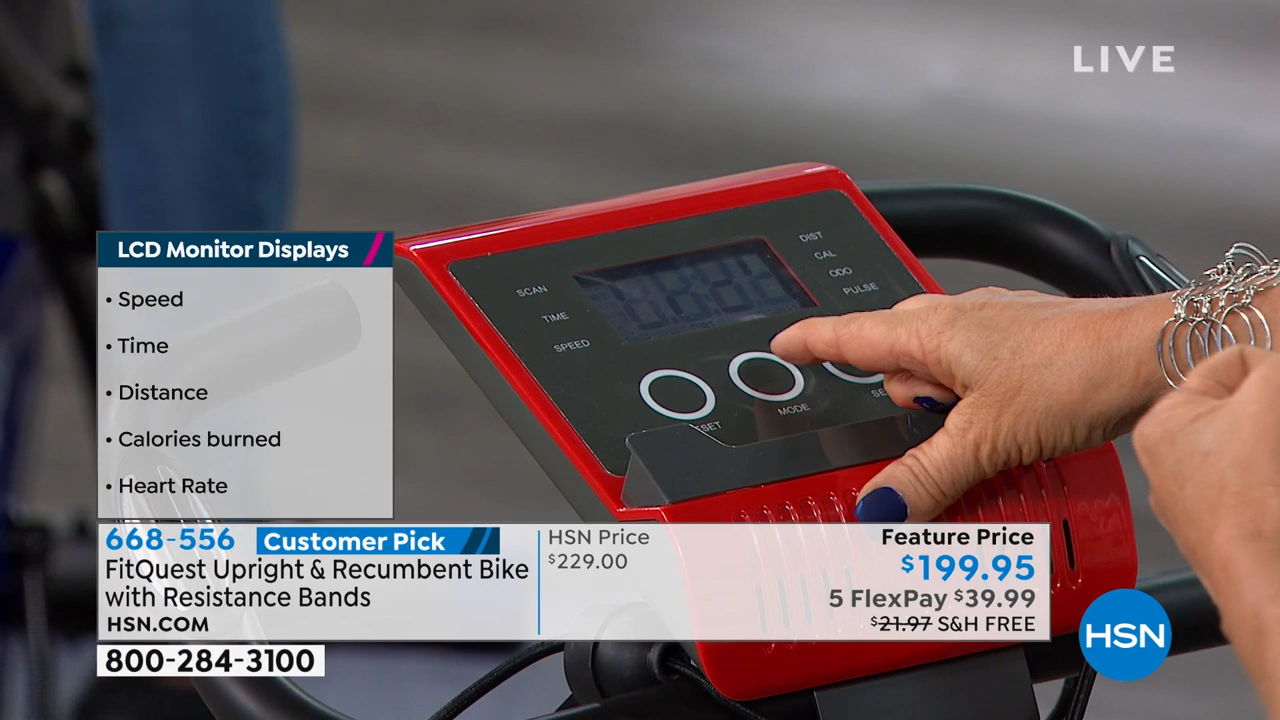 LIVE
LCD Monitor Displays
• Speed
• Time
• Distance
• Calories burned
• Heart Rate
SCAN
TIME
SPEED
DIST
CAL
ODO
PULSE
MODE
668-556 Customer Pick
FitQuest Upright & Recumbent Bike
with Resistance Bands
HSN.COM
HSN Price
$229.00
Feature Price
$199.95
5 FlexPay $39.99
$21.97 S&H FREE
HSN
800-284-3100